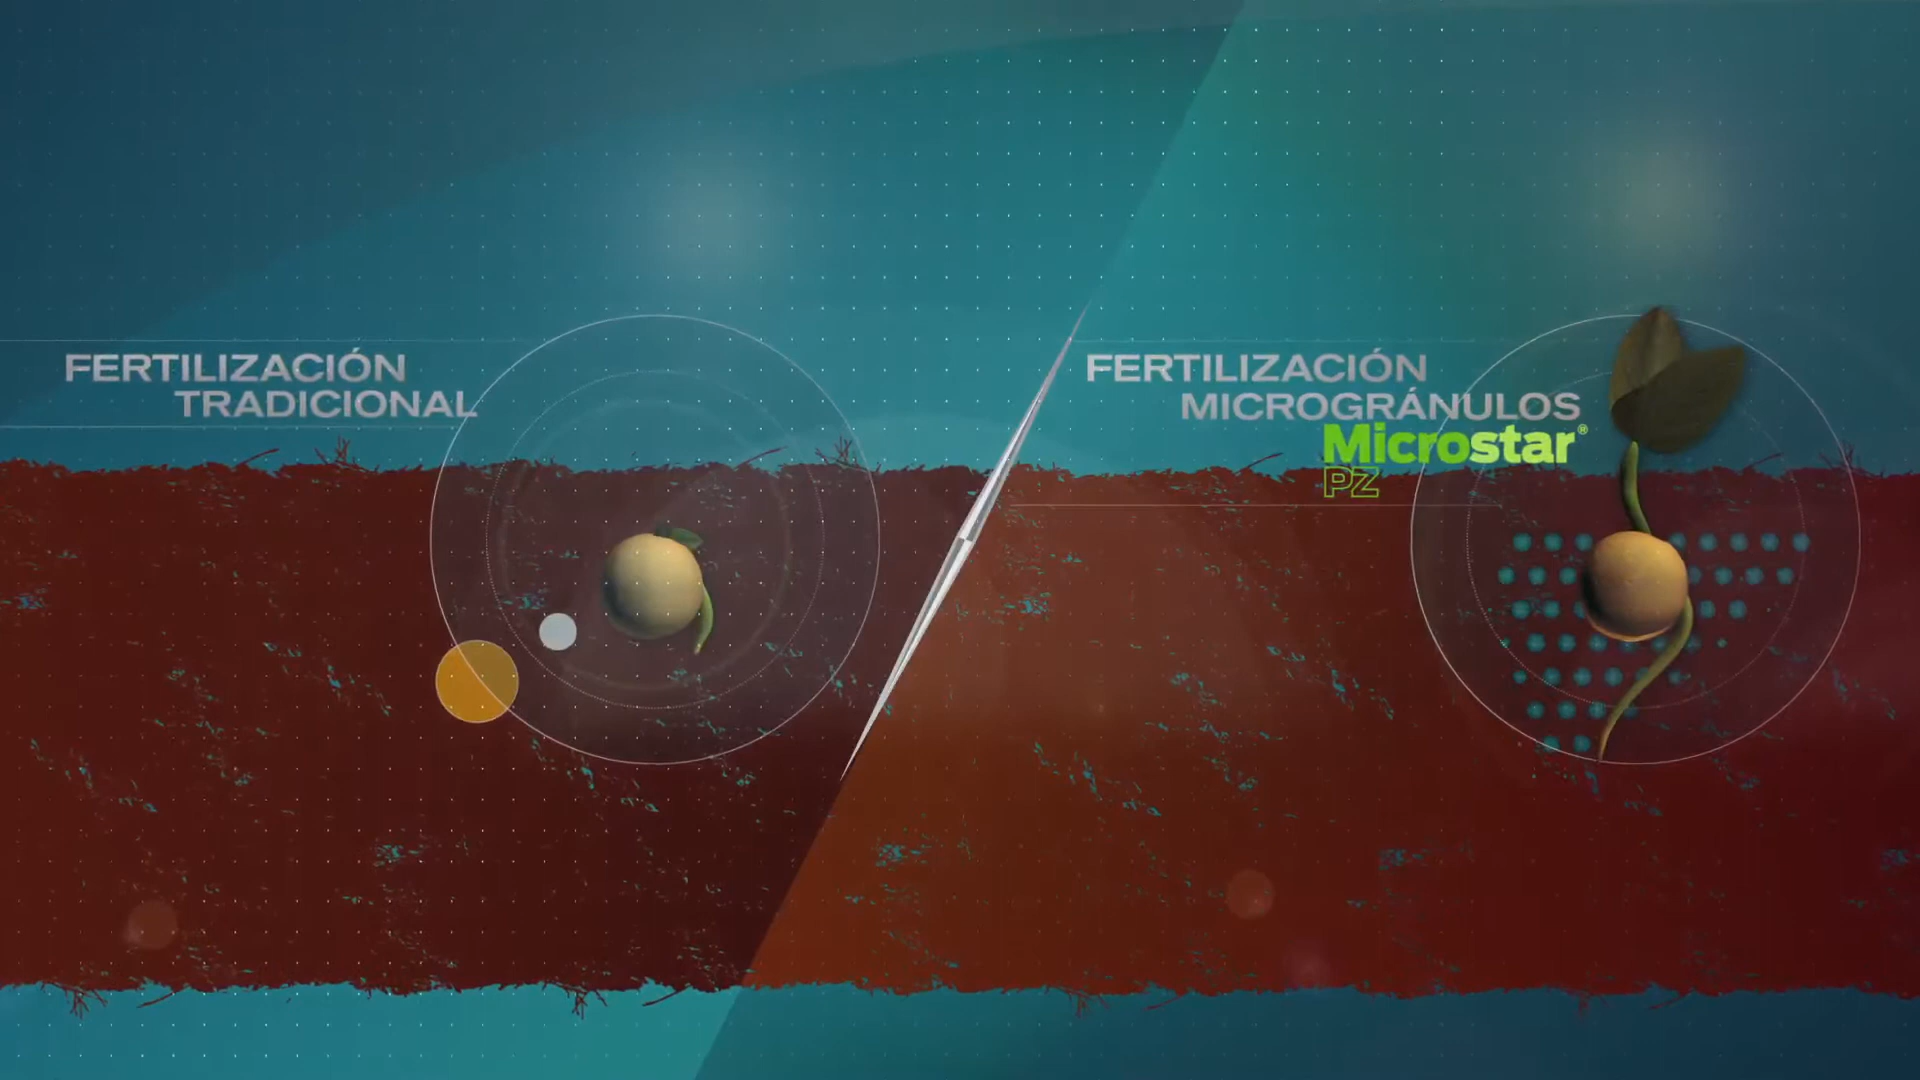 FERTILIZACIÓN
TRADICIONAL
FERTILIZACIÓN
MICROGRÁNULOS
Microstar®
PZ